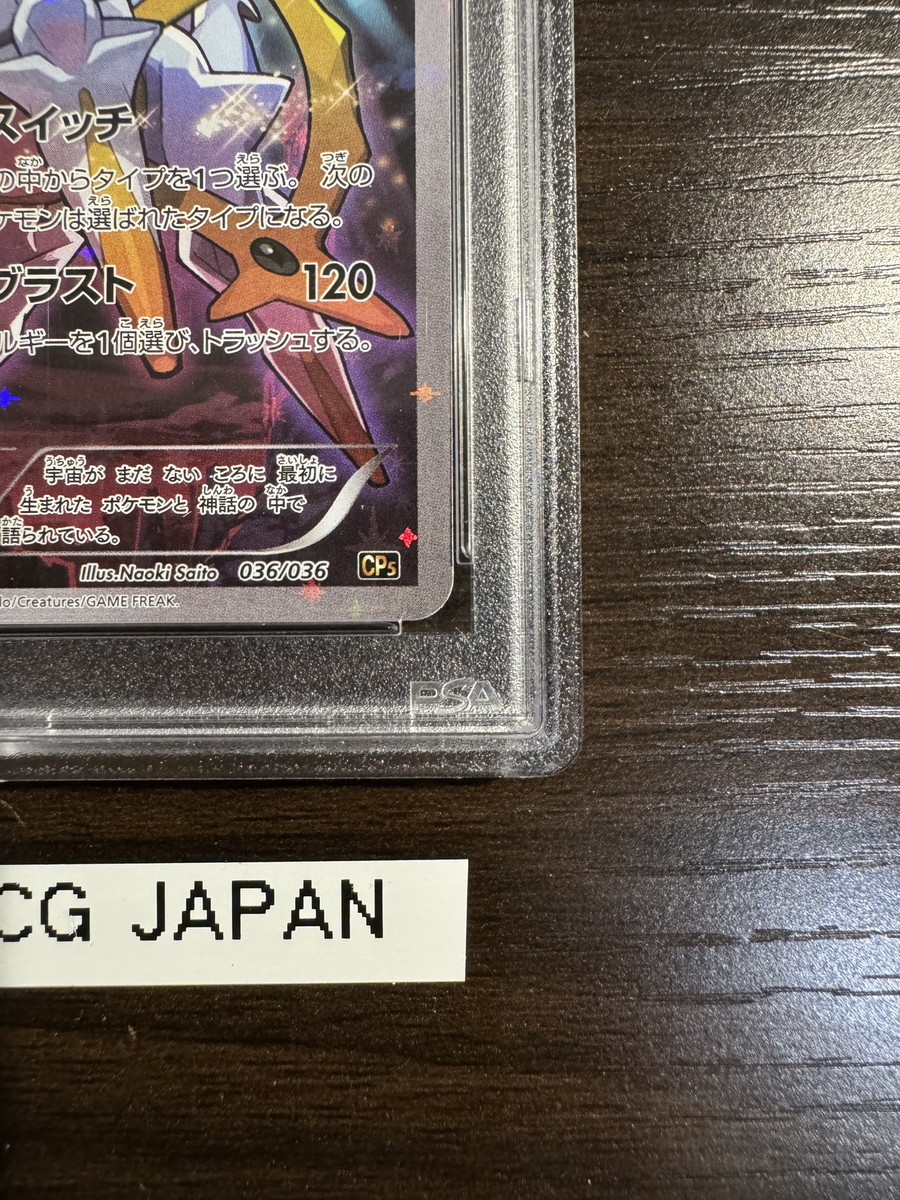 スイッチ
の中からタイプを1つ選ぶ。次の
ケモンは選ばれたタイプになる。
ブラスト 120
ルギーを1個選び、トラッシュする。
宇宙が まだ ない ころに 最初に
生まれた ポケモンと 神話の 中で
語られている。
Illus.Naoki Saito 036/036 CP5
do/Creatures/GAME FREAK.
PSA
CG JAPAN